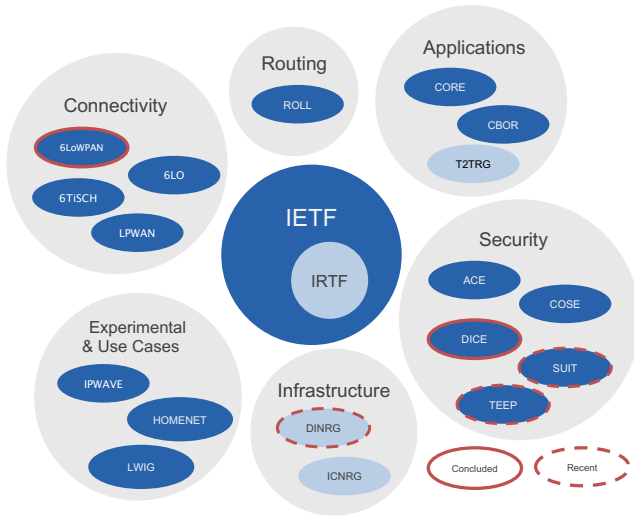 Applications
Routing
CORE
Connectivity
ROLL
CBOR
6LoWPAN
T2TRG
6LO
6TiSCH
IETF
LPWAN
Security
IRTF
ACE
COSE
Experimental
& Use Cases
DICE
SUIT
IPWAVE
Infrastructure
TEEP
HOMENET
DINRG
LWIG
ICNRG
Concluded
Recent